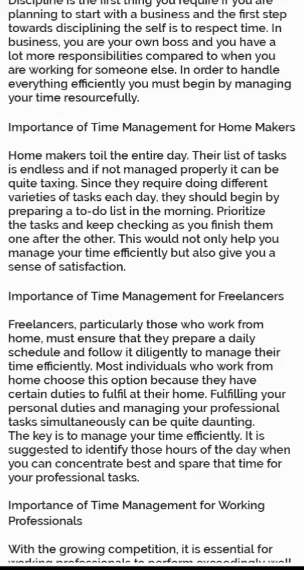 Discipline is the first thing you require if you are
planning to start with a business and the first step
towards disciplining the self is to respect time. In
business, you are your own boss and you have a
lot more responsibilities compared to when you
are working for someone else. In order to handle
everything efficiently you must begin by managing
your time resourcefully.
Importance of Time Management for Home Makers
Home makers toil the entire day. Their list of tasks
is endless and if not managed properly it can be
quite taxing. Since they require doing different
varieties of tasks each day, they should begin by
preparing a to-do list in the morning. Prioritize
the tasks and keep checking as you finish them
one after the other. This would not only help you
manage your time efficiently but also give you a
sense of satisfaction.
Importance of Time Management for Freelancers
Freelancers, particularly those who work from
home, must ensure that they prepare a daily
schedule and follow it diligently to manage their
time efficiently. Most individuals who work from
home choose this option because they have
certain duties to fulfil at their home. Fulfilling your
personal duties and managing your professional
tasks simultaneously can be quite daunting.
The key is to manage your time efficiently. It is
suggested to identify those hours of the day when
you can concentrate best and spare that time for
your professional tasks.
Importance of Time Management for Working
Professionals
With the growing competition, it is essential for
working professionals to perform exceedingly well